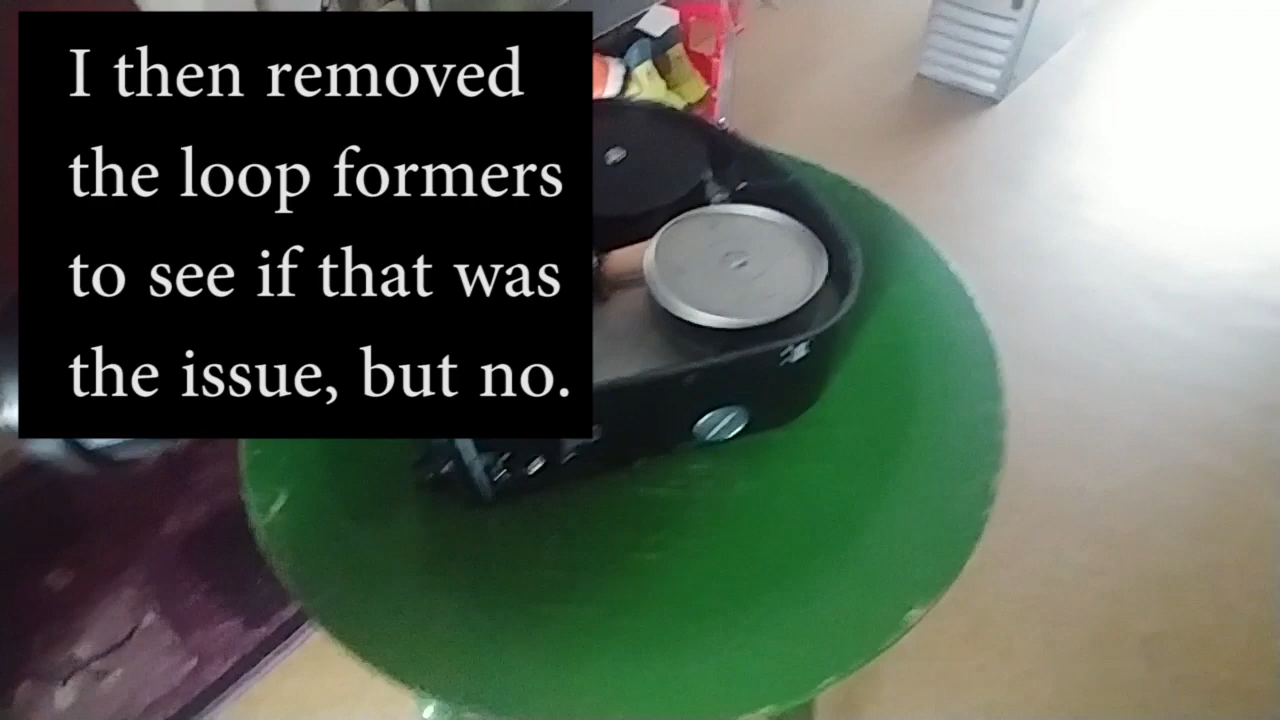 I then removed
the loop formers
to see if that was
the issue, but no.